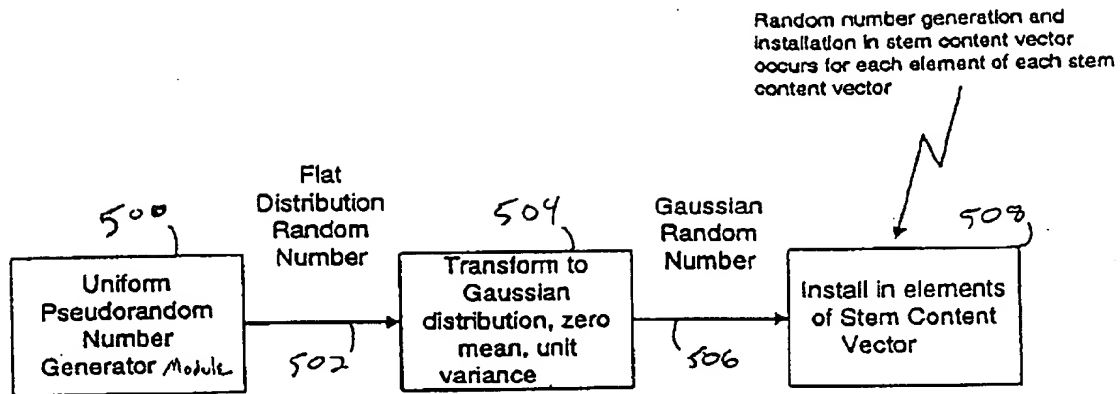 Random number generation and
installation in stem content vector
occurs for each element of each stem
content vector
500
Flat
Distribution
Random
Number
504
Gaussian
Random
Number
508
Uniform
Pseudorandom
Number
Generator Module
502
Transform to
Gaussian
distribution, zero
mean, unit
variance
506
Install in elements
of Stem Content
Vector